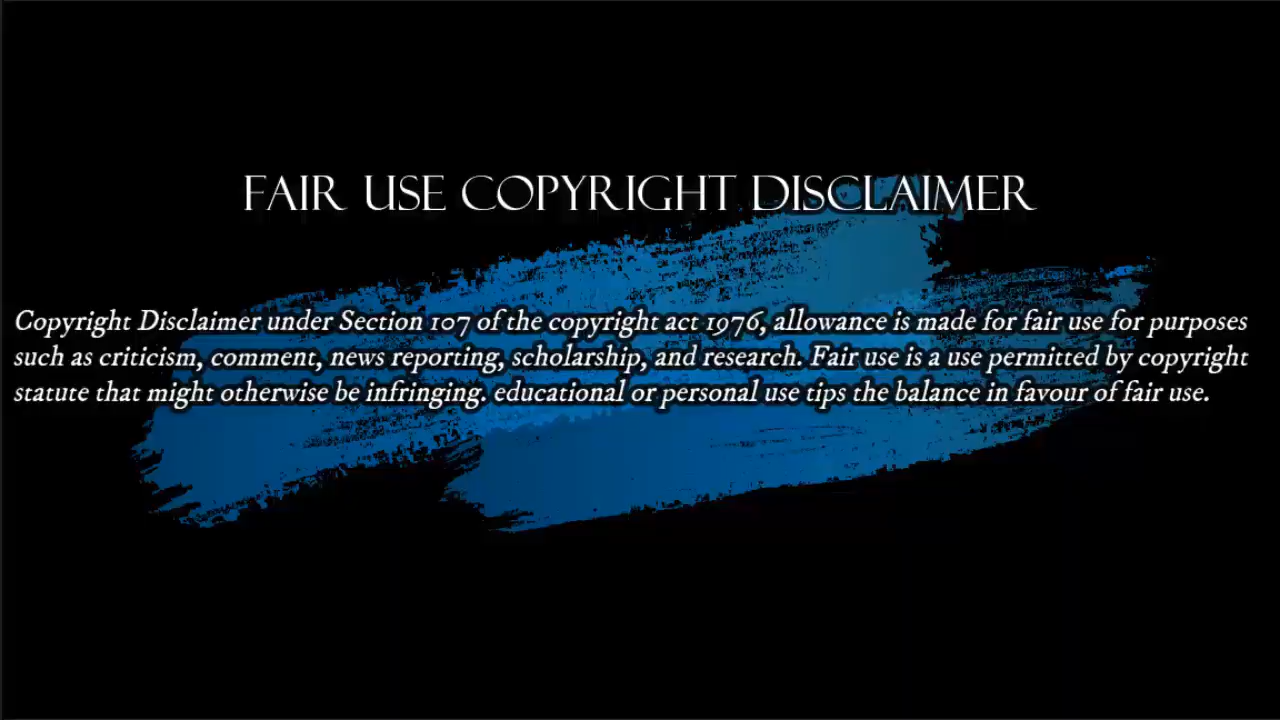 FAIR USE COPYRIGHT DISCLAIMER
Copyright Disclaimer under Section 107 of the copyright act 1976, allowance is made for fair use for purposes
such as criticism, comment, news reporting, scholarship, and research. Fair use is a use permitted by copyright
statute that might otherwise be infringing. educational or personal use tips the balance in favour of fair use.